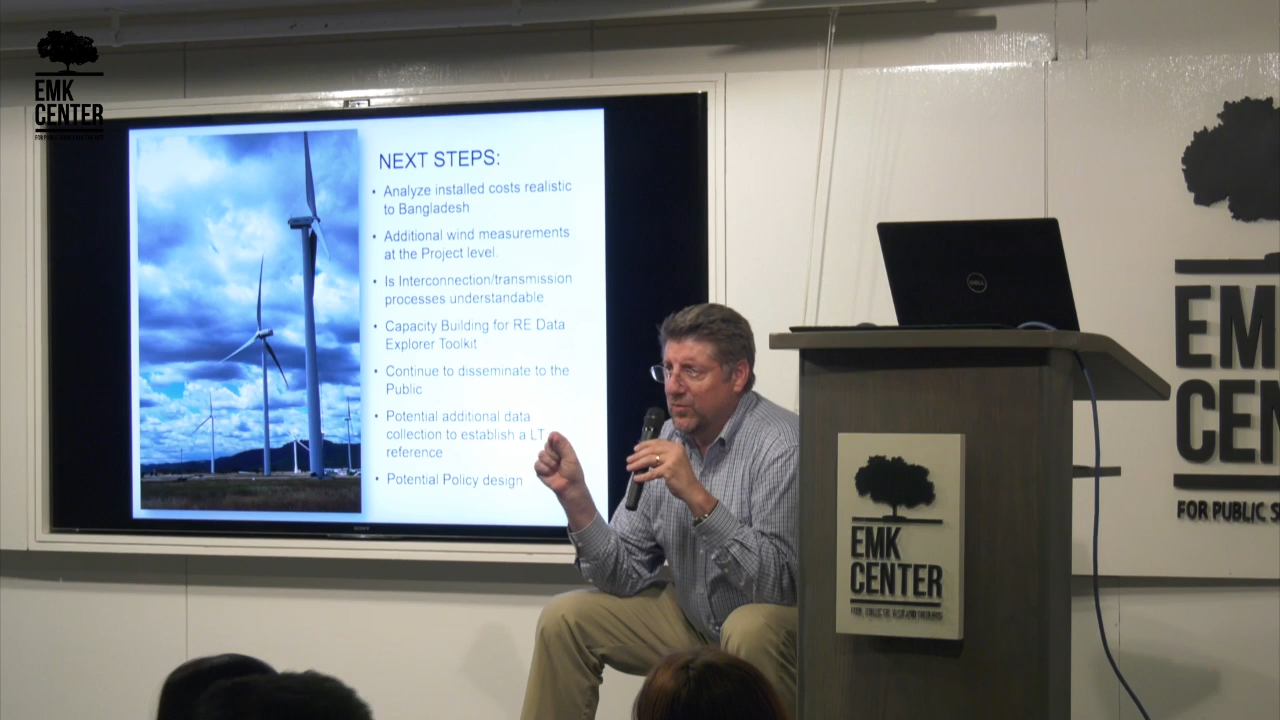 EMK
CENTER
NEXT STEPS:
• Analyze installed costs realistic
to Bangladesh
• Additional wind measurements
at the Project level.
• Is Interconnection/transmission
processes understandable
• Capacity Building for RE Data
Explorer Toolkit
• Continue to disseminate to the
Public
• Potential additional data
collection to establish a LT
reference
• Potential Policy design
SONY
DELL
EMK
CENTER
EM
CEN
FOR PUBLIC S